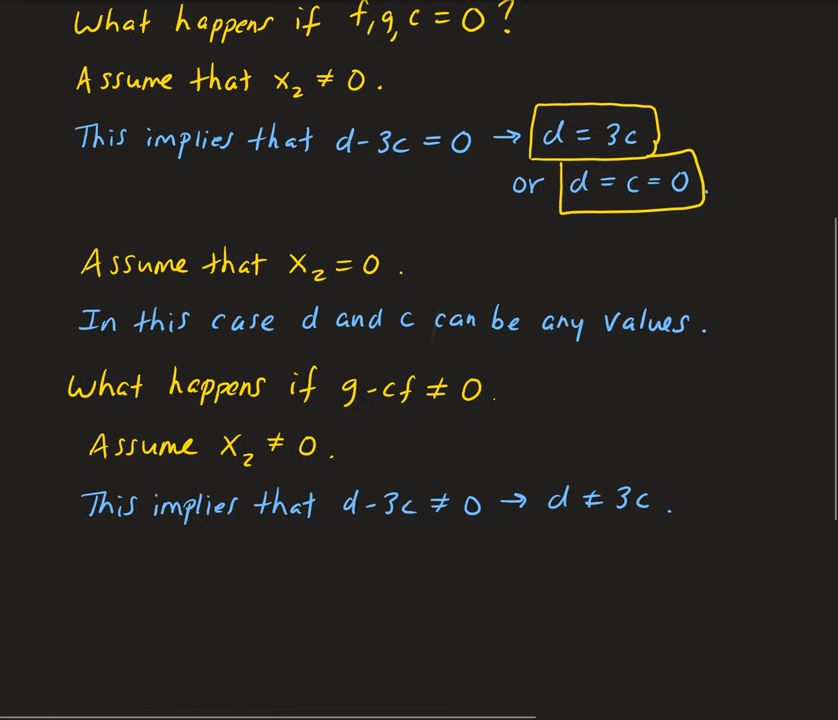 What happens if f, g, c = 0 ?
Assume that x₂ ≠ 0.
This implies that d - 3c = 0 → d = 3c
or d = c = 0.
Assume that x₂ = 0.
In this case d and c can be any values.
What happens if g - cf ≠ 0.
Assume x₂ ≠ 0.
This implies that d - 3c ≠ 0 → d ≠ 3c.